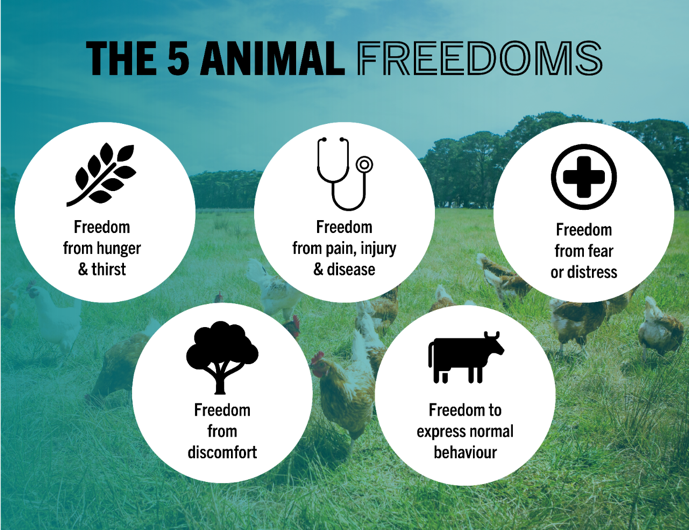 THE 5 ANIMAL FREEDOMS
Freedom
from hunger
& thirst
Freedom
from pain, injury
& disease
Freedom
from fear
or distress
Freedom
from
discomfort
Freedom to
express normal
behaviour